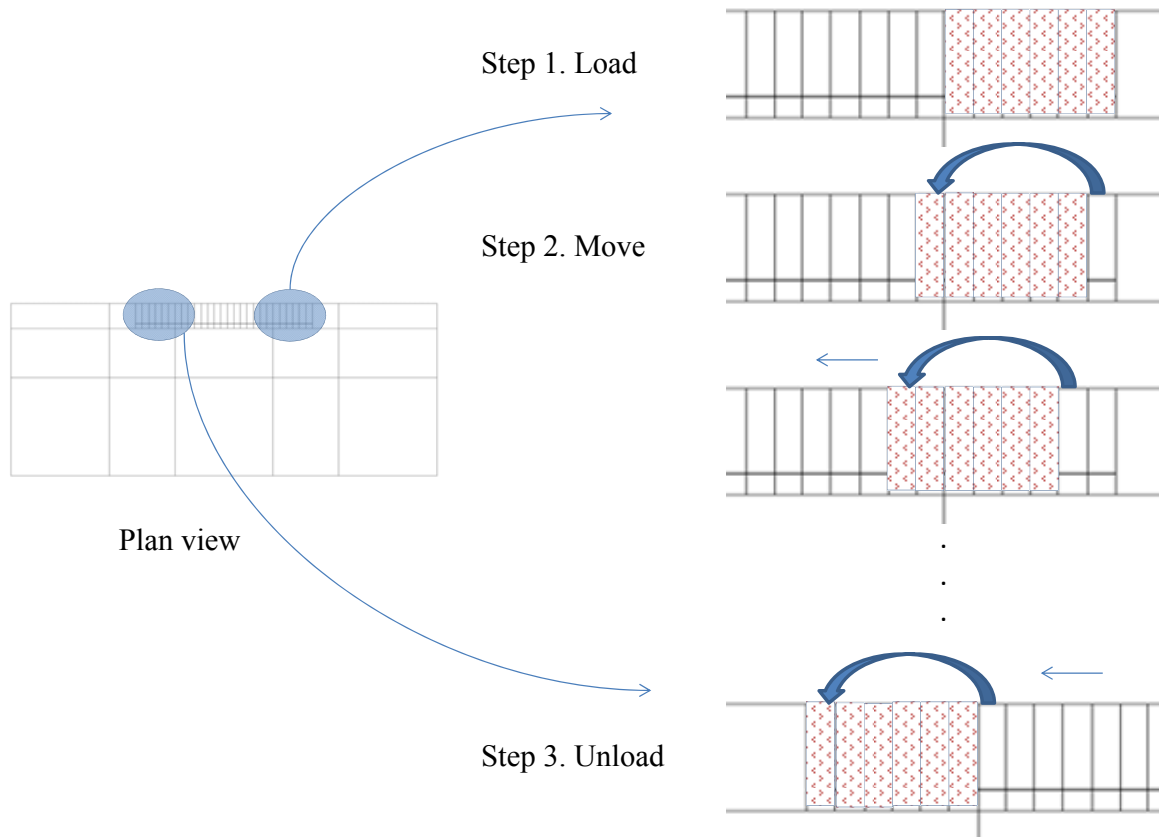 Step 1. Load
Step 2. Move
Plan view
.
.
.
Step 3. Unload